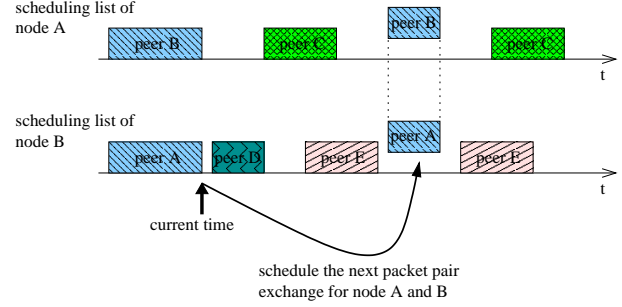 scheduling list of
node A
peer B
peer C
peer B
peer C
t
scheduling list of
node B
peer A
peer D
peer E
peer A
peer E
t
current time
schedule the next packet pair
exchange for node A and B